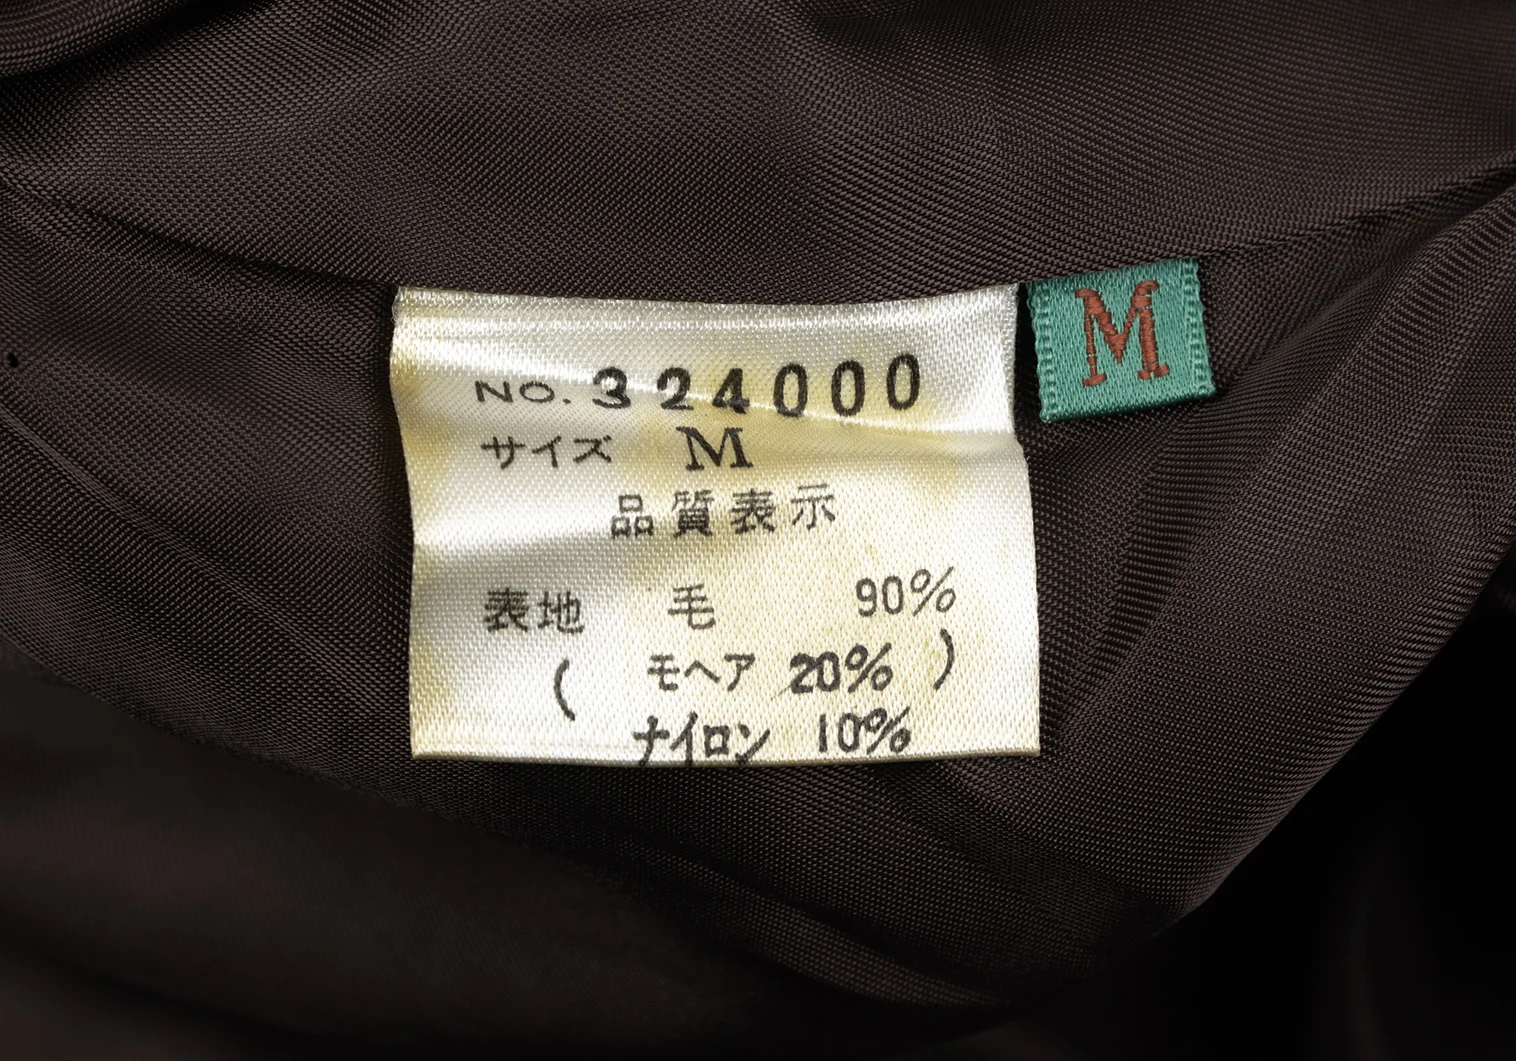 NO. 324000
サイズ M
品質表示
表地 毛 90%
( モヘア 20% )
ナイロン 10%
M